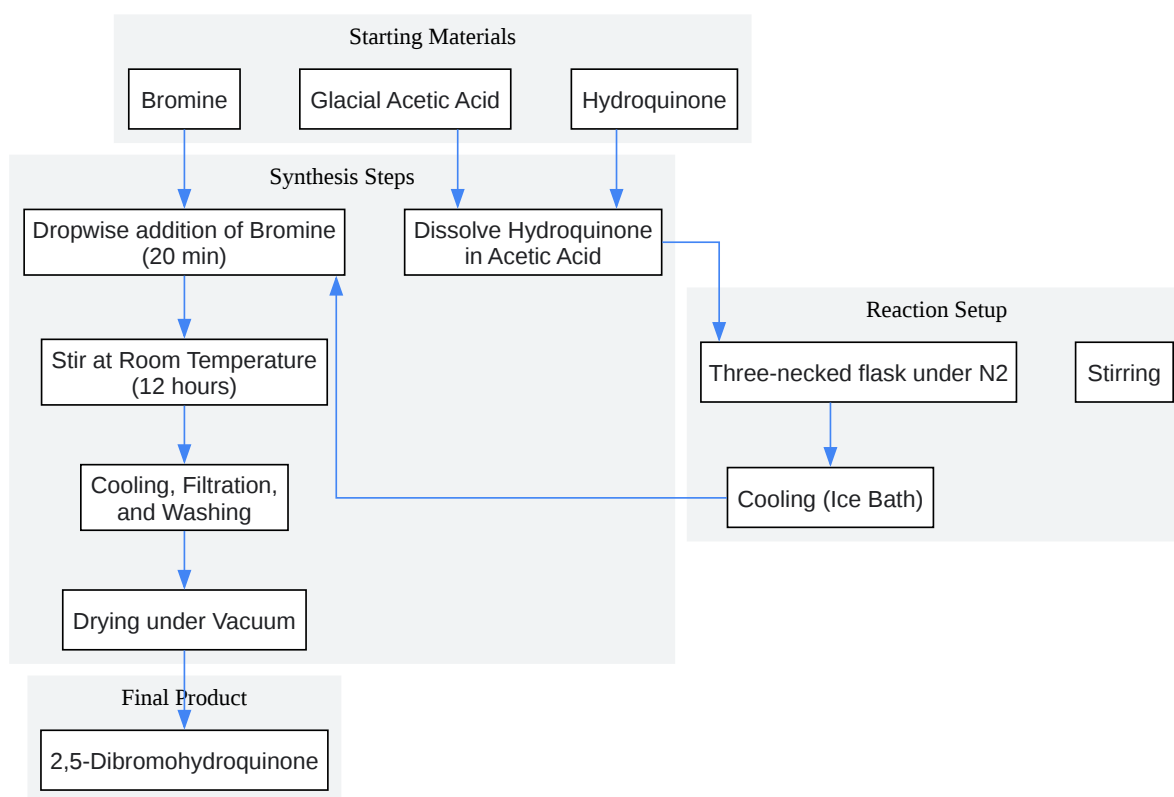 Starting Materials
Bromine
Glacial Acetic Acid
Hydroquinone
Synthesis Steps
Dropwise addition of Bromine
(20 min)
Dissolve Hydroquinone
in Acetic Acid
Reaction Setup
Stir at Room Temperature
(12 hours)
Three-necked flask under N2
Stirring
Cooling, Filtration,
and Washing
Cooling (Ice Bath)
Drying under Vacuum
Final Product
2,5-Dibromohydroquinone